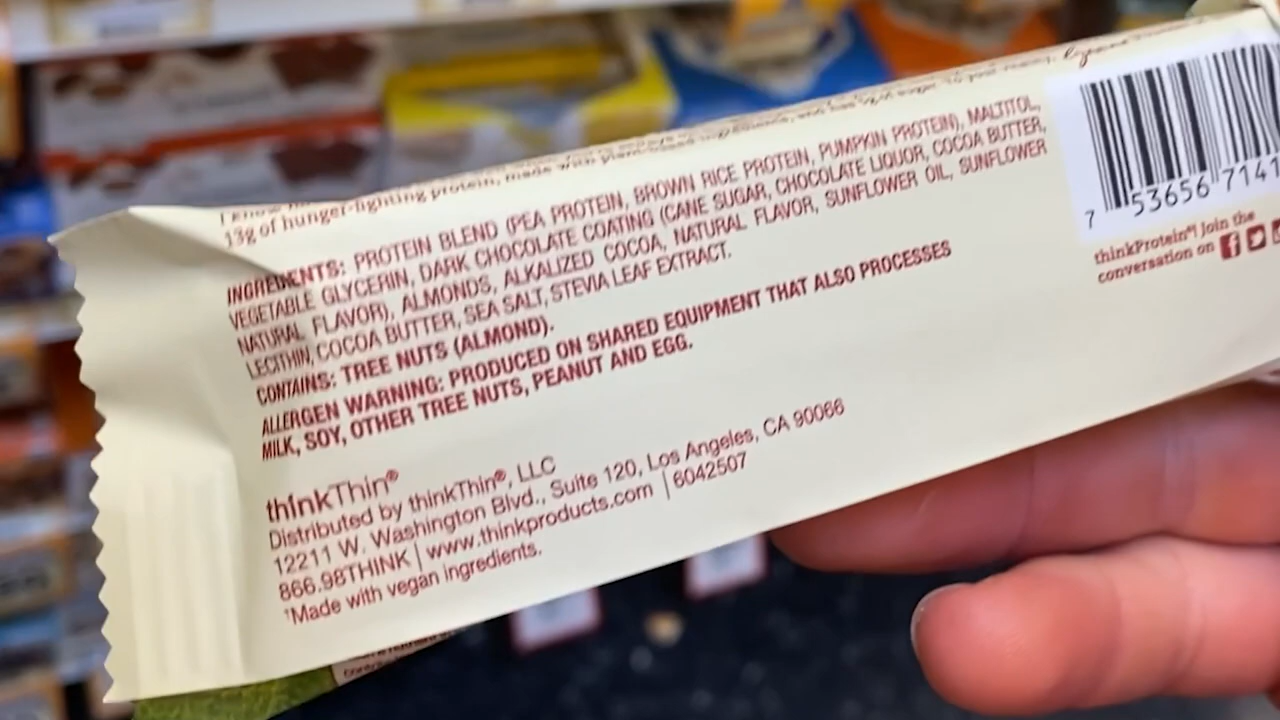 13g of hunger-fighting protein, made with plant-based ingredients,
INGREDIENTS: PROTEIN BLEND (PEA PROTEIN, BROWN RICE PROTEIN, PUMPKIN PROTEIN), MALTITOL,
VEGETABLE GLYCERIN, DARK CHOCOLATE COATING (CANE SUGAR, CHOCOLATE LIQUOR, COCOA BUTTER,
NATURAL FLAVOR), ALMONDS, ALKALIZED COCOA, NATURAL FLAVOR, SUNFLOWER OIL, SUNFLOWER
LECITHIN, COCOA BUTTER, SEA SALT, STEVIA LEAF EXTRACT.
CONTAINS: TREE NUTS (ALMOND).
ALLERGEN WARNING: PRODUCED ON SHARED EQUIPMENT THAT ALSO PROCESSES
MILK, SOY, OTHER TREE NUTS, PEANUT AND EGG.
thinkThin®
Distributed by thinkThin®, LLC
12211 W. Washington Blvd., Suite 120, Los Angeles, CA 90066
866.98THINK | www.thinkproducts.com | 6042507
†Made with vegan ingredients.
7 53656 7141
thinkProtein®! Join the
conversation on